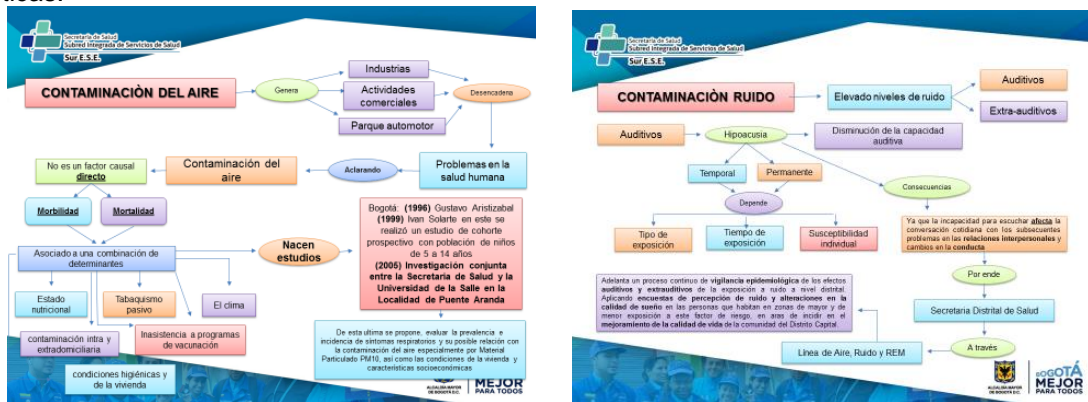 Secretaría de Salud
Subred Integrada de Servicios de Salud
Sur E.S.E.
CONTAMINACIÒN DEL AIRE
Genera
Industrias
Actividades
comerciales
Parque automotor
Desencadena
Problemas en la
salud humana
Aclarando
Contaminación del
aire
No es un factor causal
directo
Morbilidad
Mortalidad
Asociado a una combinación de
determinantes
Estado
nutricional
Tabaquismo
pasivo
El clima
contaminación intra y
extradomiciliaria
Inasistencia a programas
de vacunación
condiciones higiénicas y
de la vivienda
Nacen
estudios
Bogotá: (1996) Gustavo Aristizabal
(1999) Ivan Solarte en este se
realizó un estudio de cohorte
prospectivo con población de niños
de 5 a 14 años
(2005) Investigación conjunta
entre la Secretaria de Salud y la
Universidad de la Salle en la
Localidad de Puente Aranda
De esta ultima se propone, evaluar la prevalencia e
incidencia de síntomas respiratorios y su posible relación con
la contaminación del aire especialmente por Material
Particulado PM10, así como las condiciones de la vivienda y
características socioeconómicas
ALCALDÍA MAYOR
DE BOGOTÁ D.C.
MEJOR
PARA TODOS
Secretaría de Salud
Subred Integrada de Servicios de Salud
Sur E.S.E.
CONTAMINACIÒN RUIDO
Elevado niveles de ruido
Auditivos
Extra-auditivos
Auditivos
Hipoacusia
Disminución de la capacidad
auditiva
Temporal
Permanente
Depende
Tipo de
exposición
Tiempo de
exposición
Susceptibilidad
individual
Consecuencias
Ya que la incapacidad para escuchar afecta la
conversación cotidiana con los subsecuentes
problemas en las relaciones interpersonales y
cambios en la conducta
Por ende
Secretaria Distrital de Salud
A través
Línea de Aire, Ruido y REM
Adelanta un proceso continuo de vigilancia epidemiológica de los efectos
auditivos y extrauditivos de la exposición a ruido a nivel distrital.
Aplicando encuestas de percepción de ruido y alteraciones en la
calidad de sueño en las personas que habitan en zonas de mayor y de
menor exposición a este factor de riesgo, en aras de incidir en el
mejoramiento de la calidad de vida de la comunidad del Distrito Capital.
ALCALDÍA MAYOR
DE BOGOTÁ D.C.
BOGOTÁ
MEJOR
PARA TODOS